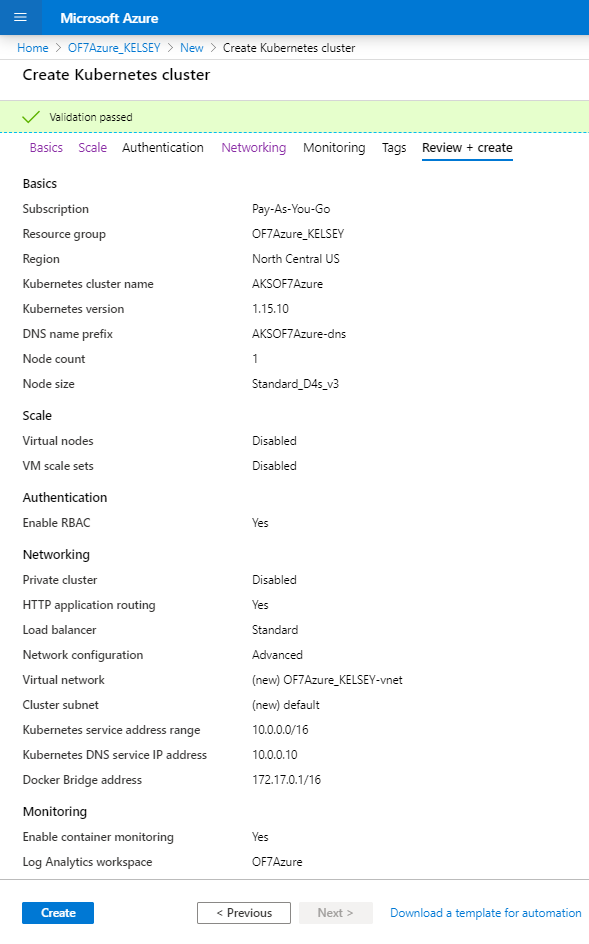 Microsoft Azure
Home > OF7Azure_KELSEY > New > Create Kubernetes cluster
Create Kubernetes cluster
Validation passed
Basics Scale Authentication Networking Monitoring Tags Review + create
Basics
Subscription Pay-As-You-Go
Resource group OF7Azure_KELSEY
Region North Central US
Kubernetes cluster name AKSOF7Azure
Kubernetes version 1.15.10
DNS name prefix AKSOF7Azure-dns
Node count 1
Node size Standard_D4s_v3
Scale
Virtual nodes Disabled
VM scale sets Disabled
Authentication
Enable RBAC Yes
Networking
Private cluster Disabled
HTTP application routing Yes
Load balancer Standard
Network configuration Advanced
Virtual network (new) OF7Azure_KELSEY-vnet
Cluster subnet (new) default
Kubernetes service address range 10.0.0.0/16
Kubernetes DNS service IP address 10.0.0.10
Docker Bridge address 172.17.0.1/16
Monitoring
Enable container monitoring Yes
Log Analytics workspace OF7Azure
Create < Previous Next > Download a template for automation